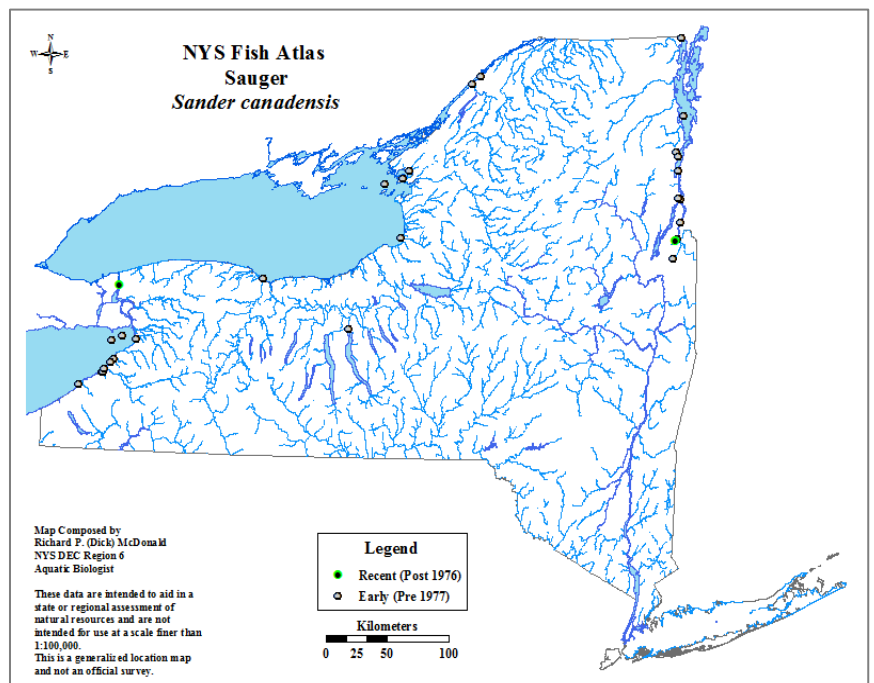 N
W E
S
NYS Fish Atlas
Sauger
Sander canadensis
Map Composed by
Richard P. (Dick) McDonald
NYS DEC Region 6
Aquatic Biologist
These data are intended to aid in a
state or regional assessment of
natural resources and are not
intended for use at a scale finer than
1:100,000.
This is a generalized location map
and not an official survey.
Legend
Recent (Post 1976)
Early (Pre 1977)
Kilometers
0 25 50 100